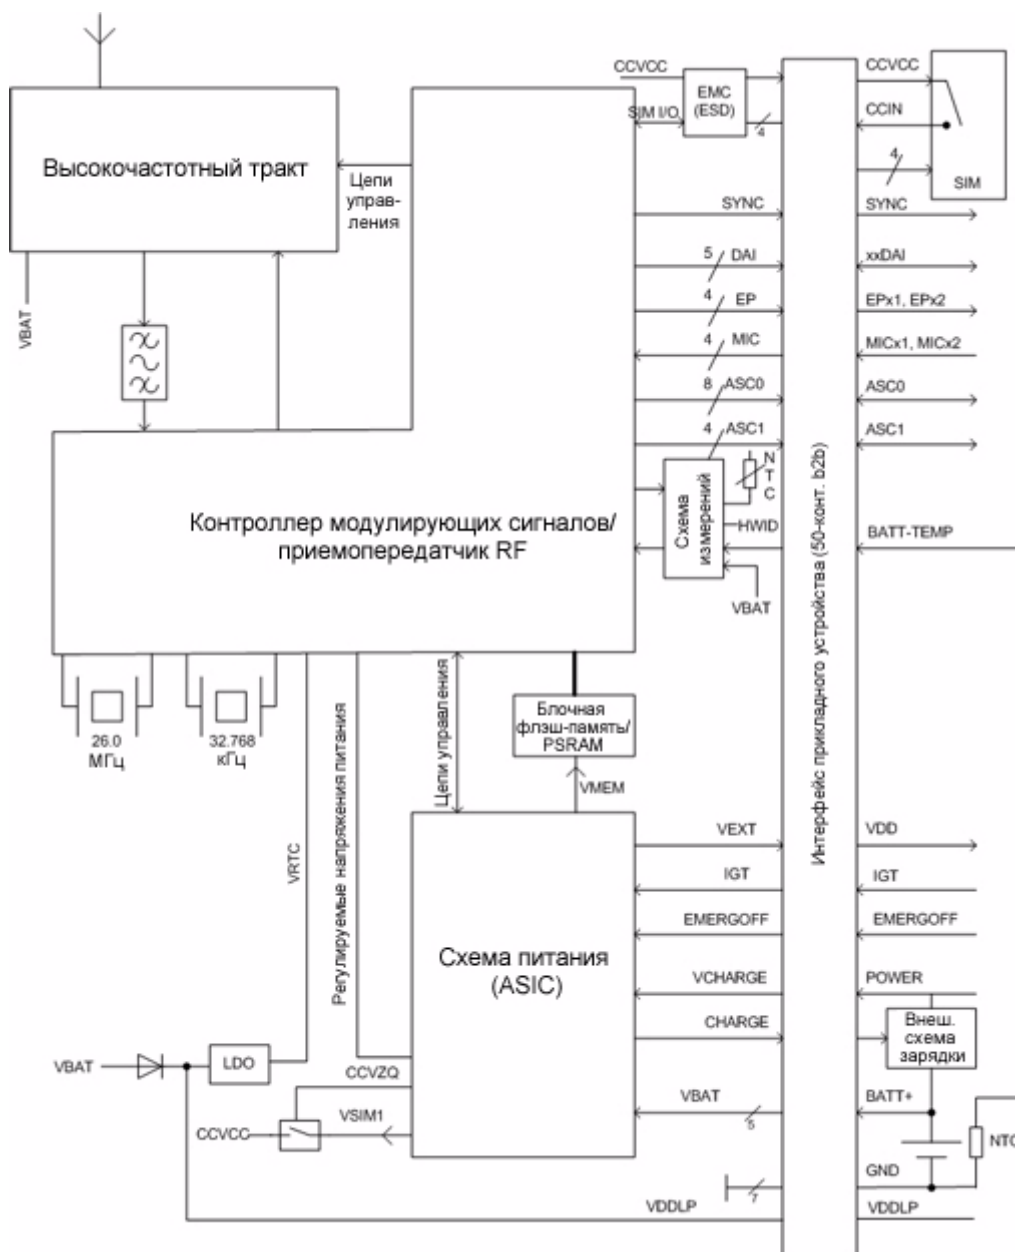 CCVCC
EMC
(ESD)
SIM I/O
4
CCVCC
CCIN
4
SIM
Высокочастотный тракт
Цепи
управ-
ления
VBAT
SYNC
SYNC
5
DAI
xxDAI
4
EP
EPx1, EPx2
4
MIC
MICx1, MICx2
8
ASC0
ASC0
4
ASC1
ASC1
Контроллер модулирующих сигналов/
приемопередатчик RF
Схема
измерений
N
T
C
HWID
VBAT
BATT-TEMP
Интерфейс прикладного устройства (50-конт. b2b)
26.0
МГц
32.768
кГц
VRTC
Регулируемые напряжения питания
Цепи управления
Блочная
флэш-память/
PSRAM
VMEM
Схема питания
(ASIC)
VEXT
VDD
IGT
IGT
EMERGOFF
EMERGOFF
VCHARGE
POWER
CHARGE
Внеш.
схема
зарядки
VBAT
LDO
CCVZQ
VSIM1
CCVCC
VBAT
5
BATT+
NTC
GND
7
VDDLP
VDDLP